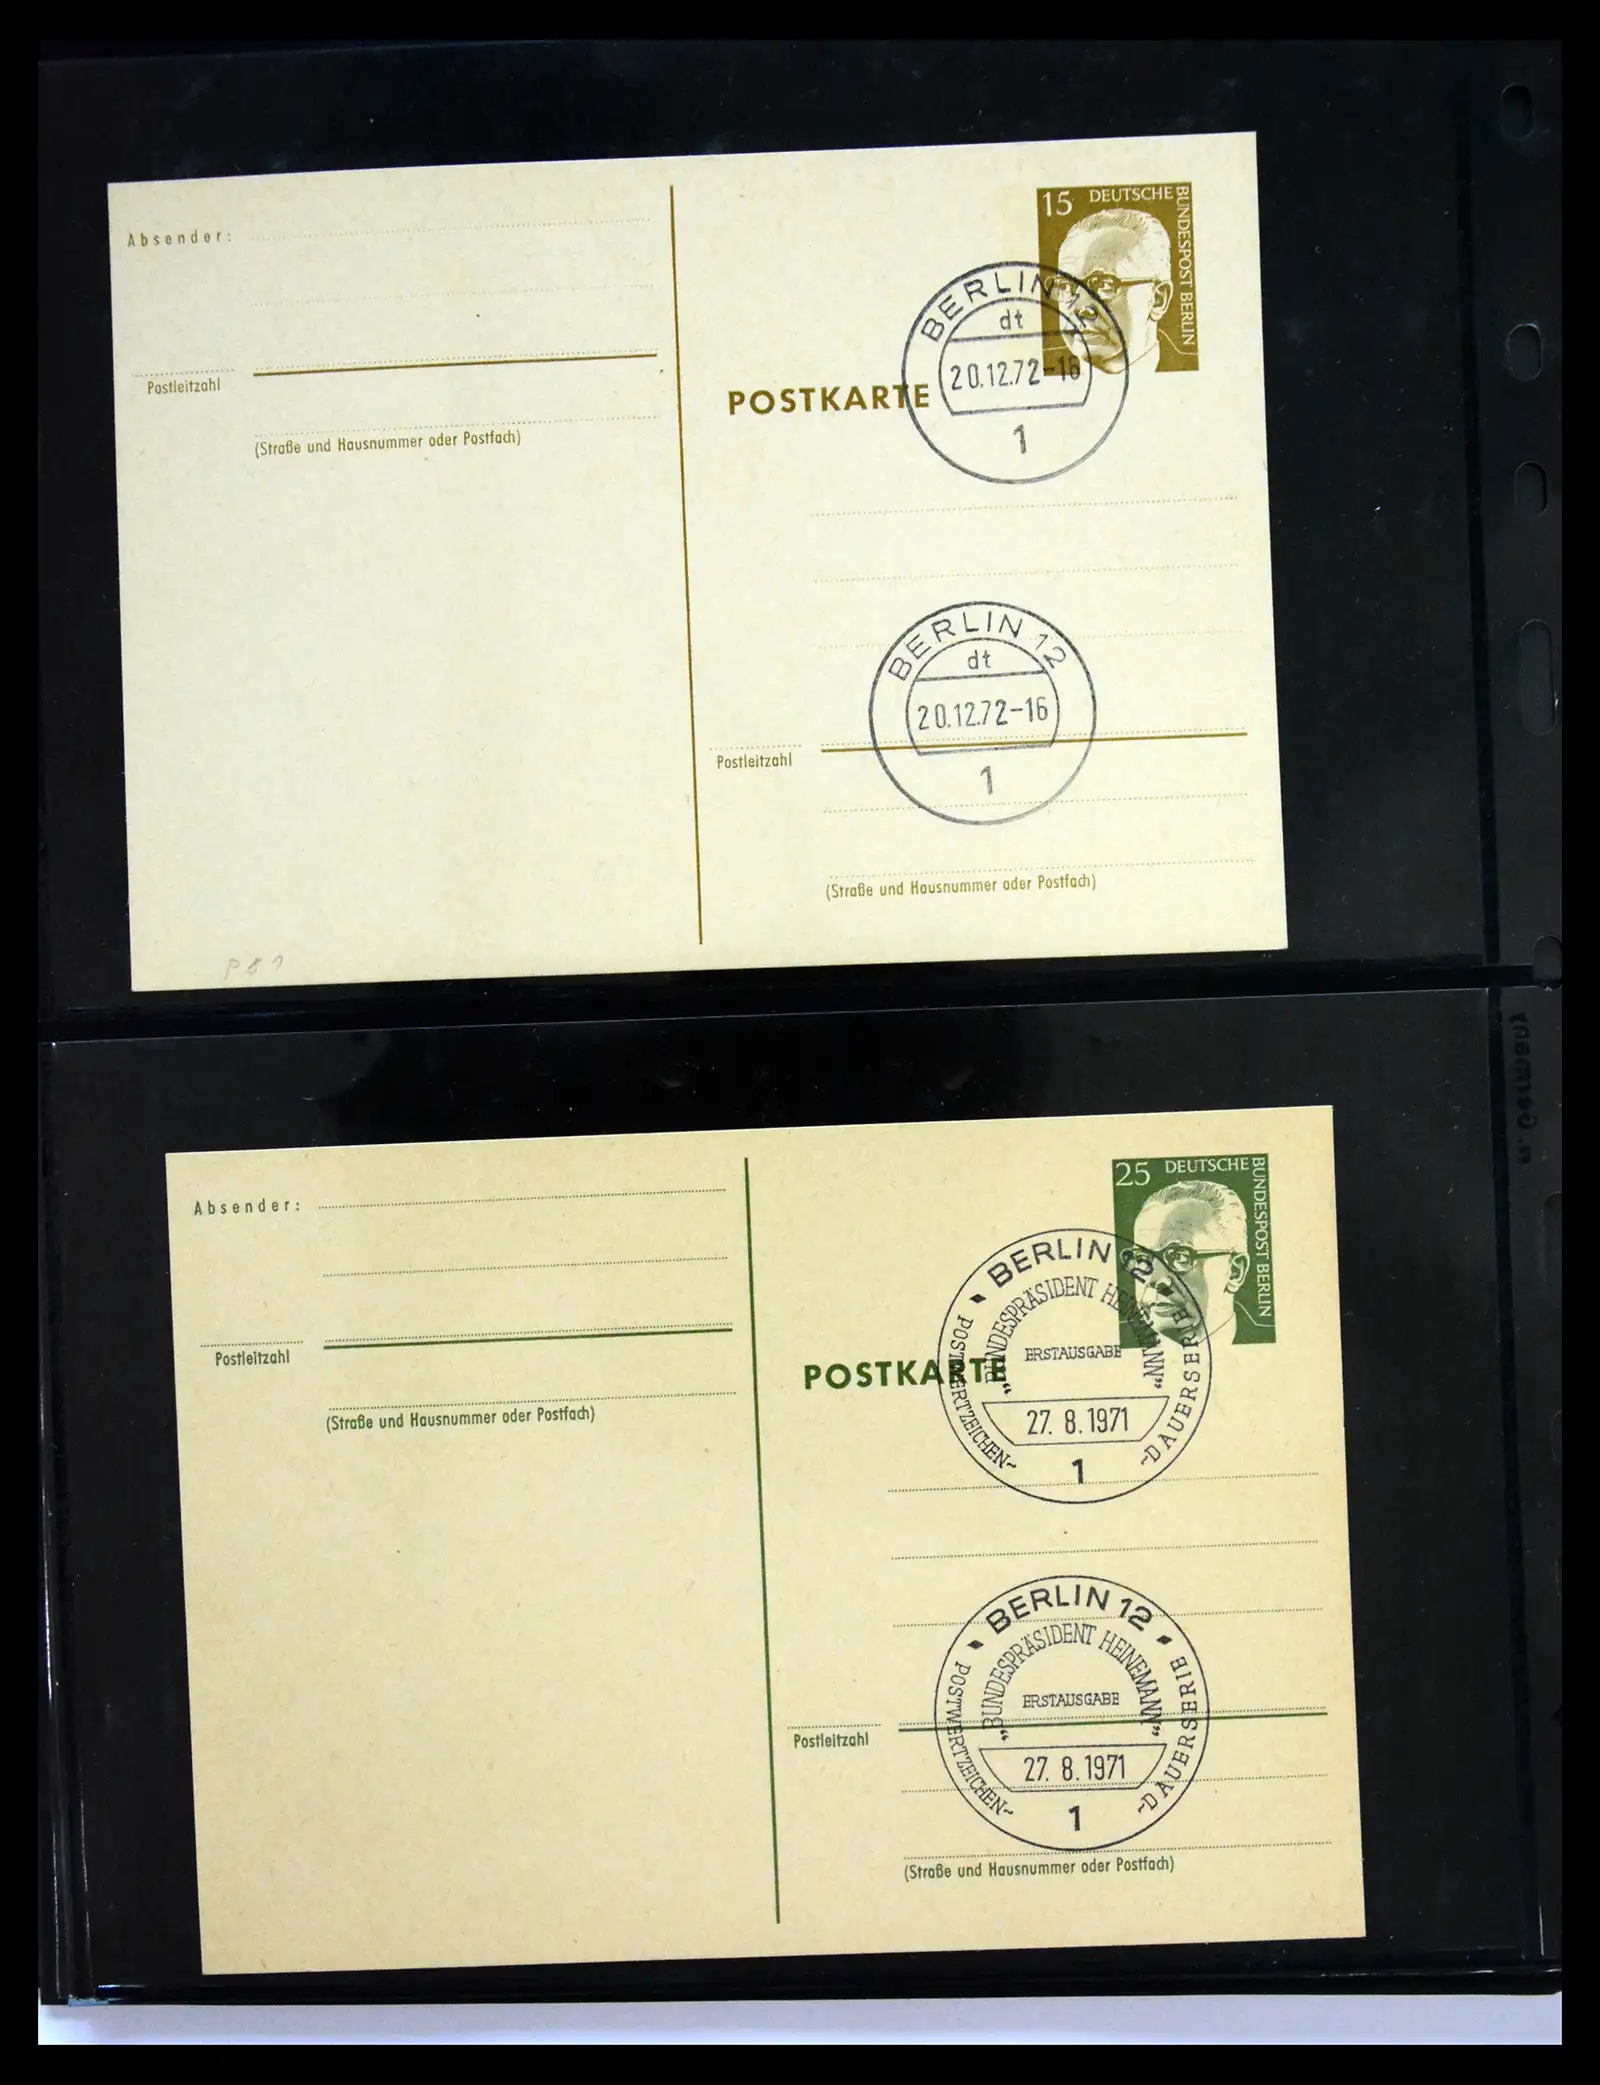 Absender:
Postleitzahl
(Straße und Hausnummer oder Postfach)
15 DEUTSCHE
BUNDESPOST BERLIN
POSTKARTE
BERLIN 12
dt
20.12.72-16
1
BERLIN 12
dt
20.12.72-16
1
Postleitzahl
(Straße und Hausnummer oder Postfach)
P 81
Absender:
Postleitzahl
(Straße und Hausnummer oder Postfach)
25 DEUTSCHE
BUNDESPOST BERLIN
POSTKARTE
BERLIN 12
POSTWERTZEICHEN-
-DAUERSERIE
„BUNDESPRÄSIDENT HEINEMANN“
ERSTAUSGABE
27. 8. 1971
1
BERLIN 12
POSTWERTZEICHEN-
-DAUERSERIE
„BUNDESPRÄSIDENT HEINEMANN“
ERSTAUSGABE
27. 8. 1971
1
Postleitzahl
(Straße und Hausnummer oder Postfach)